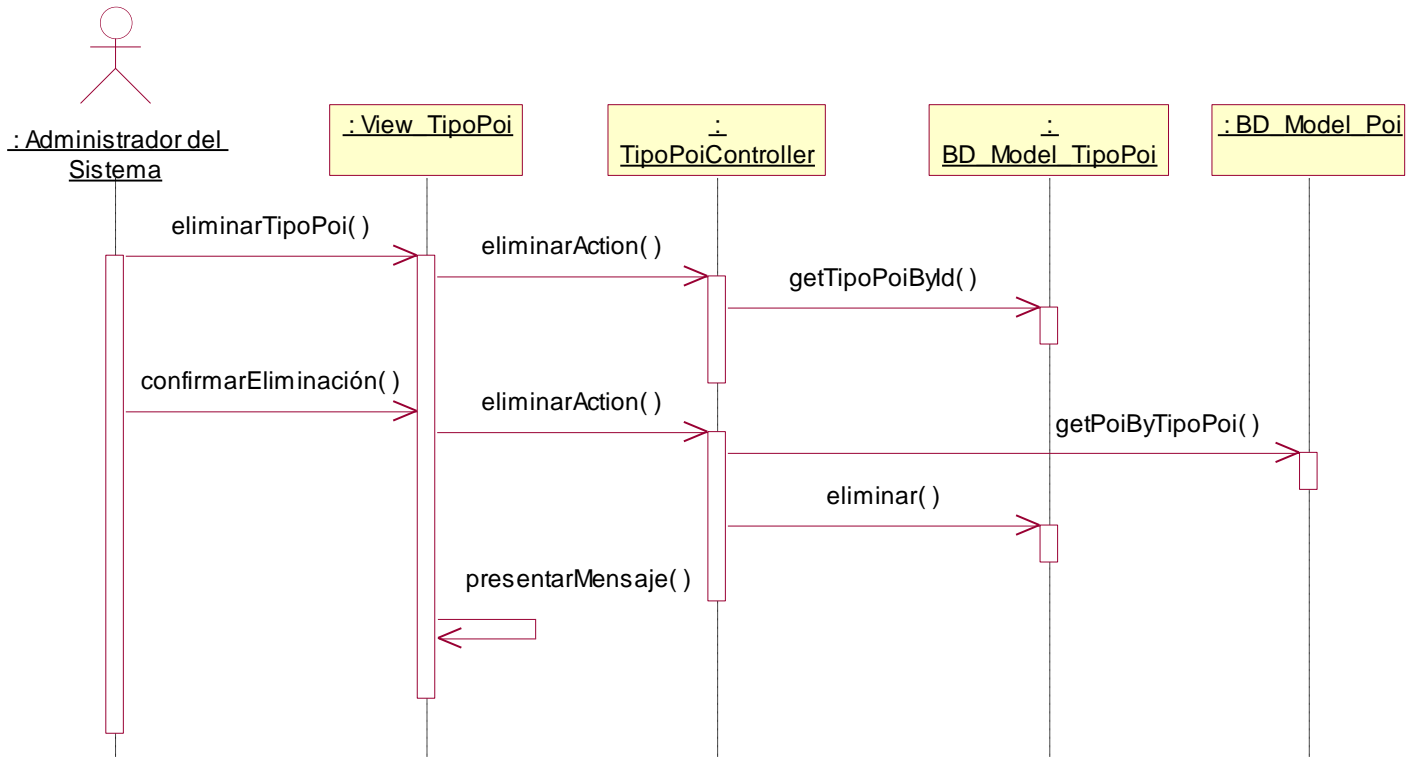 : Administrador del
Sistema
: View_TipoPoi
:
TipoPoiController
:
BD_Model_TipoPoi
: BD_Model_Poi
eliminarTipoPoi( )
eliminarAction( )
getTipoPoiById( )
confirmarEliminación( )
eliminarAction( )
getPoiByTipoPoi( )
eliminar( )
presentarMensaje( )